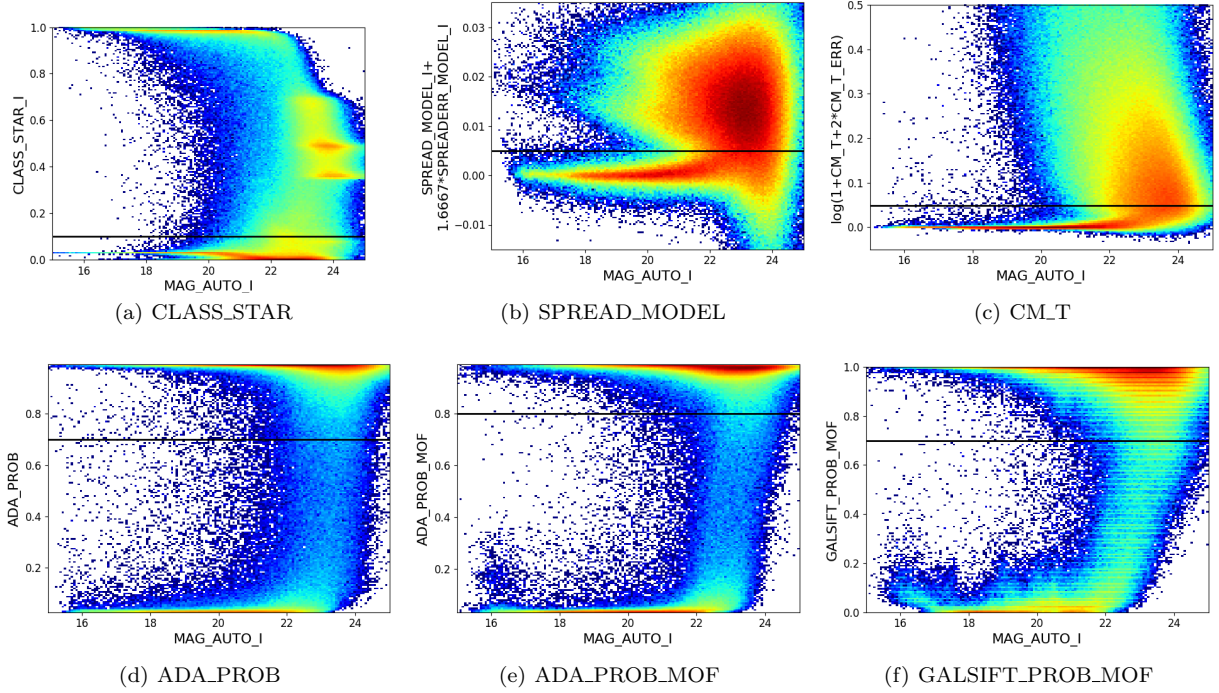 1.0
0.8
0.6
0.4
0.2
0.0
CLASS_STAR_I
16 18 20 22 24
MAG_AUTO_I
(a) CLASS_STAR
0.03
0.02
0.01
0.00
−0.01
SPREAD_MODEL_I+
1.6667*SPREADERR_MODEL_I
16 18 20 22 24
MAG_AUTO_I
(b) SPREAD_MODEL
0.5
0.4
0.3
0.2
0.1
0.0
log(1+CM_T+2*CM_T_ERR)
16 18 20 22 24
MAG_AUTO_I
(c) CM_T
0.8
0.6
0.4
0.2
ADA_PROB
16 18 20 22 24
MAG_AUTO_I
(d) ADA_PROB
0.8
0.6
0.4
0.2
ADA_PROB_MOF
16 18 20 22 24
MAG_AUTO_I
(e) ADA_PROB_MOF
1.0
0.8
0.6
0.4
0.2
0.0
GALSIFT_PROB_MOF
16 18 20 22 24
MAG_AUTO_I
(f) GALSIFT_PROB_MOF